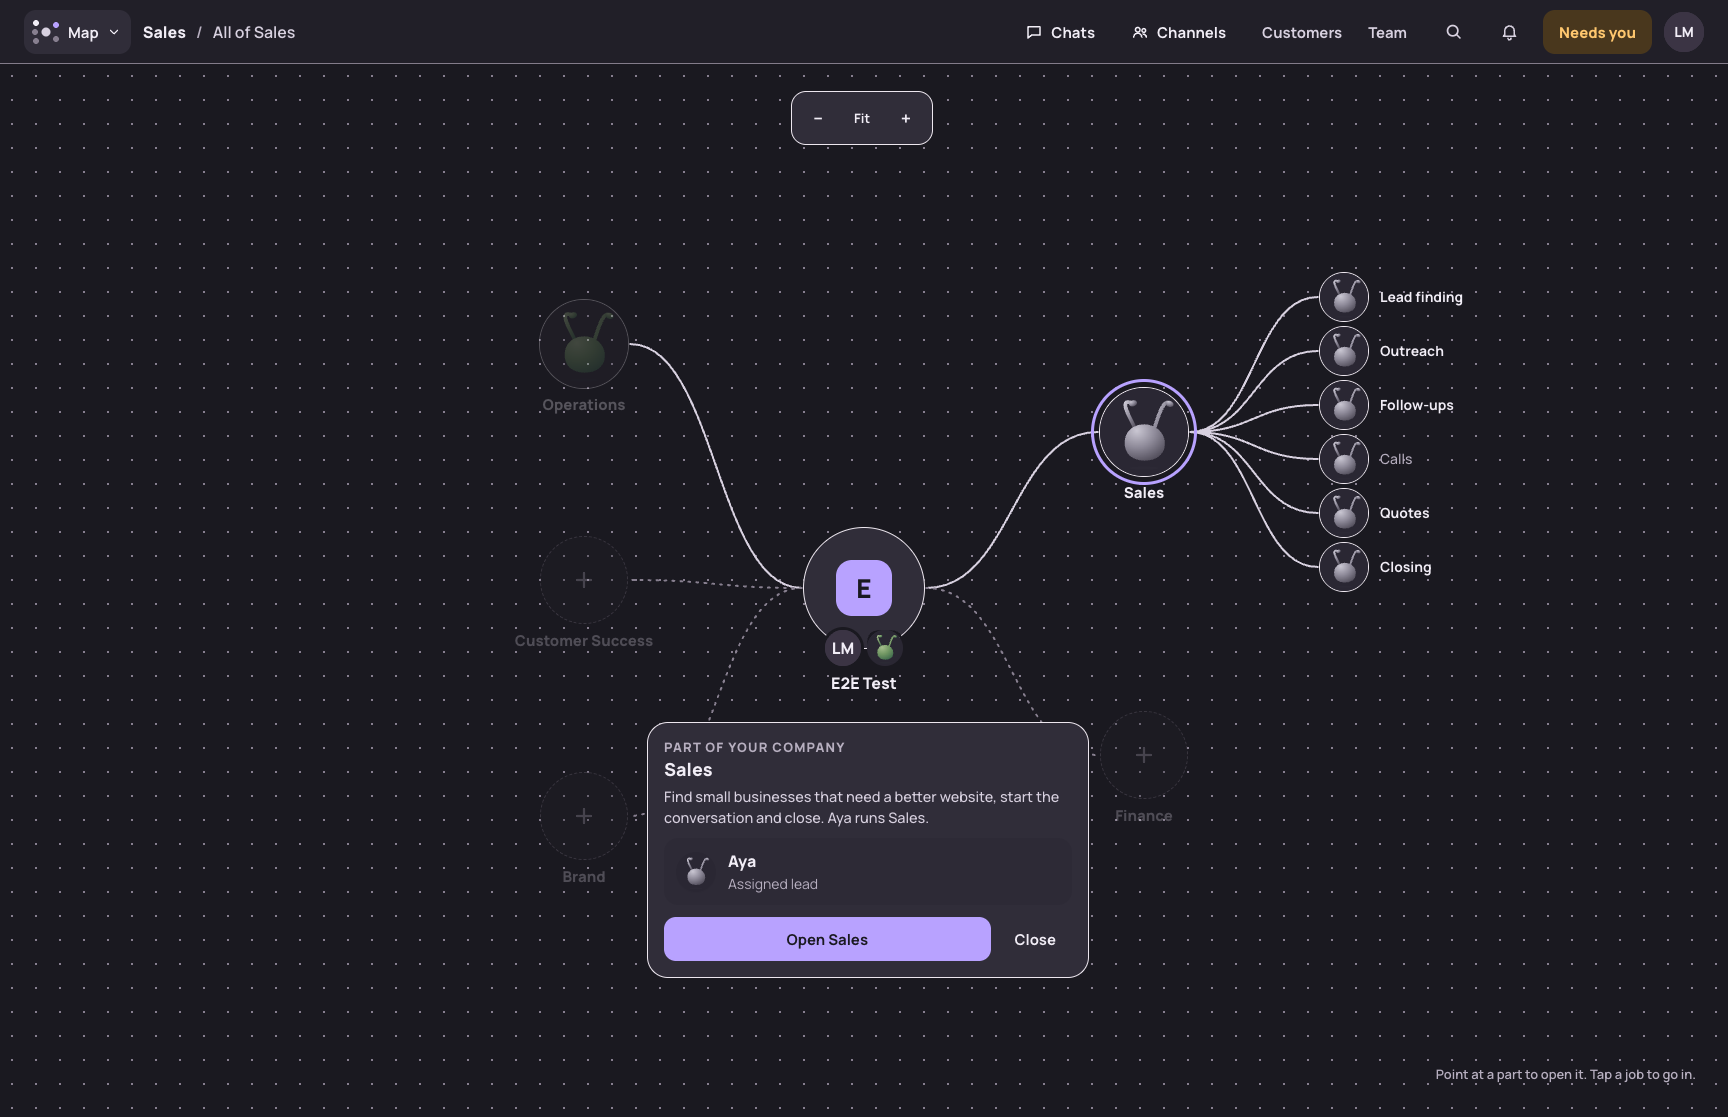 Map
Sales / All of Sales
Chats
Channels
Customers
Team
Needs you
LM
− Fit +
Operations
Customer Success
Brand
E
LM
E2E Test
Sales
Lead finding
Outreach
Follow-ups
Calls
Quotes
Closing
Finance
PART OF YOUR COMPANY
Sales
Find small businesses that need a better website, start the
conversation and close. Aya runs Sales.
Aya
Assigned lead
Open Sales
Close
Point at a part to open it. Tap a job to go in.